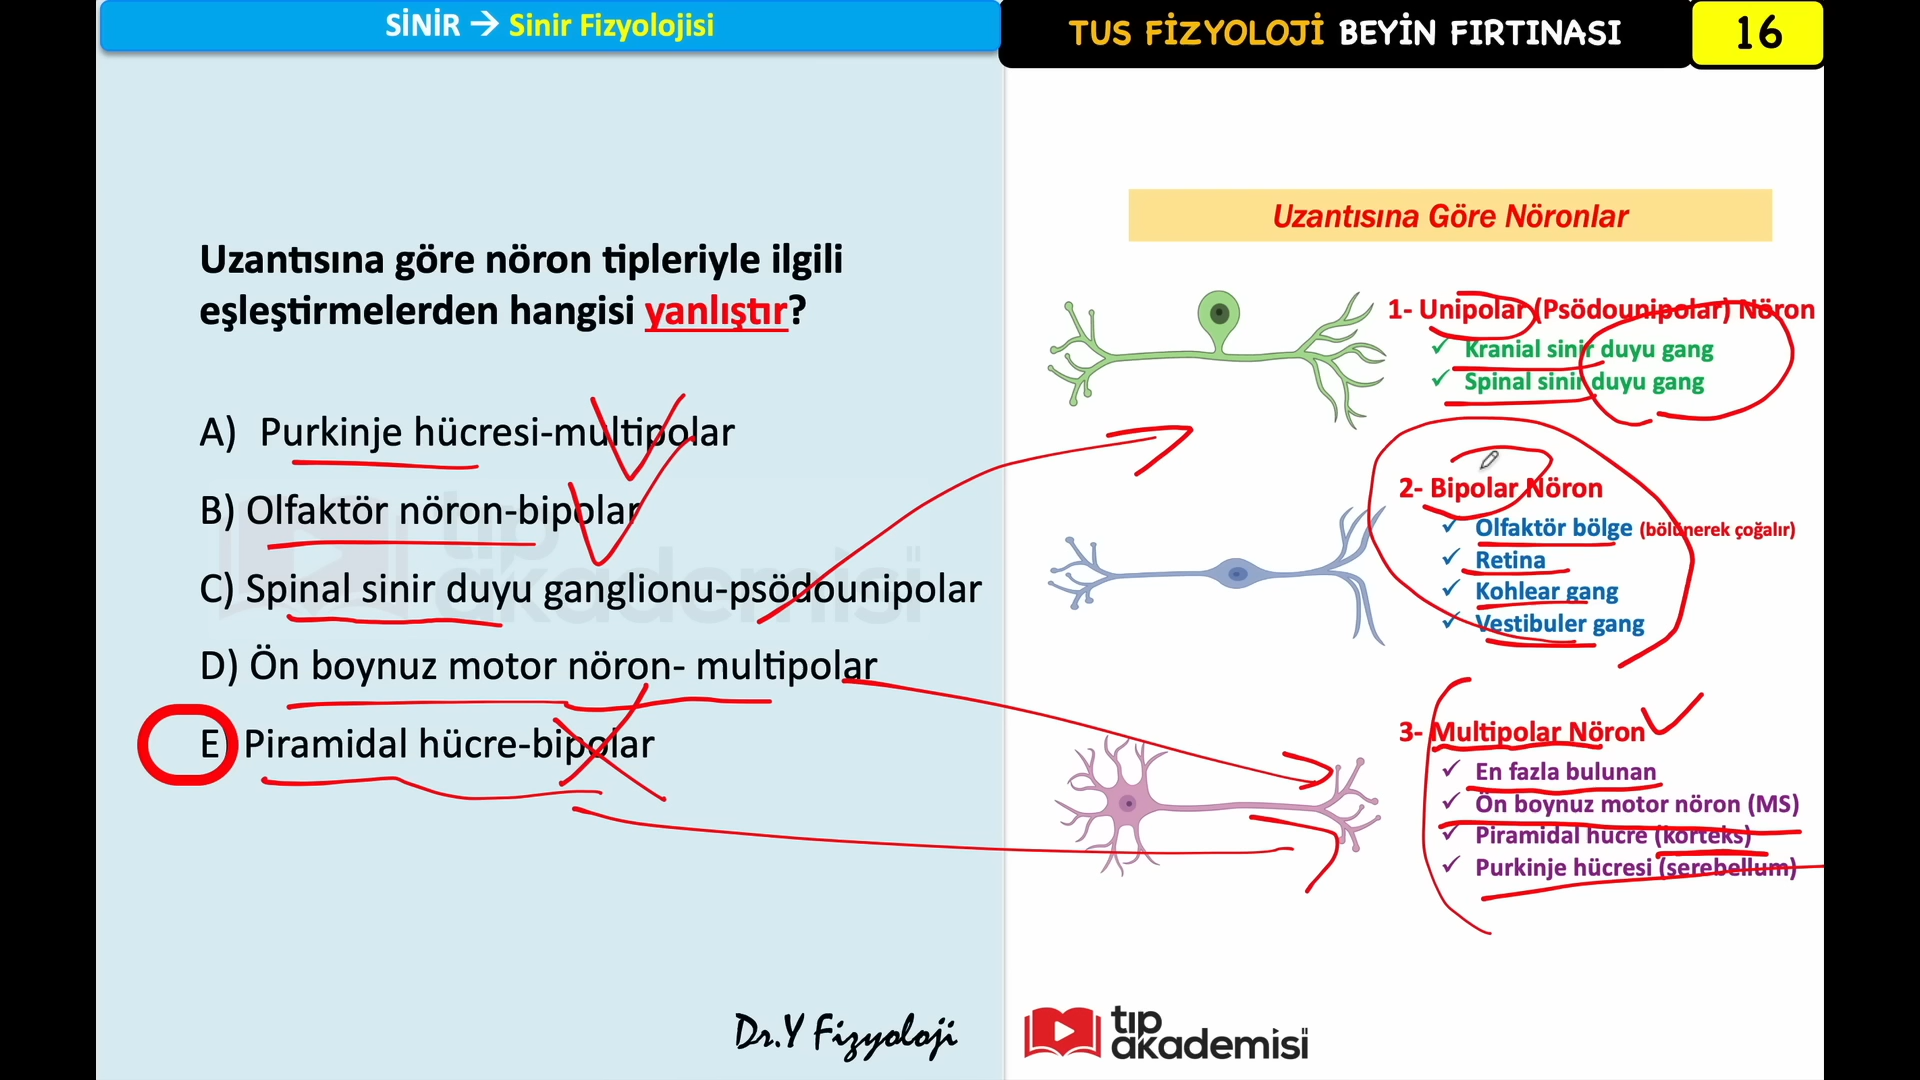 SİNİR → Sinir Fizyolojisi
TUS FİZYOLOJİ BEYİN FIRTINASI
16
Uzantısına göre nöron tipleriyle ilgili
eşleştirmelerden hangisi yanlıştır?
A) Purkinje hücresi-multipolar
B) Olfaktör nöron-bipolar
C) Spinal sinir duyu ganglionu-psödounipolar
D) Ön boynuz motor nöron- multipolar
E) Piramidal hücre-bipolar
tıp
akademisi
Dr.Y Fizyoloji
Uzantısına Göre Nöronlar
1- Unipolar (Psödounipolar) Nöron
✓ Kranial sinir duyu gang
✓ Spinal sinir duyu gang
2- Bipolar Nöron
✓ Olfaktör bölge (bölünerek çoğalır)
✓ Retina
✓ Kohlear gang
✓ Vestibuler gang
3- Multipolar Nöron
✓ En fazla bulunan
✓ Ön boynuz motor nöron (MS)
✓ Piramidal hücre (korteks)
✓ Purkinje hücresi (serebellum)
tıp
akademisi